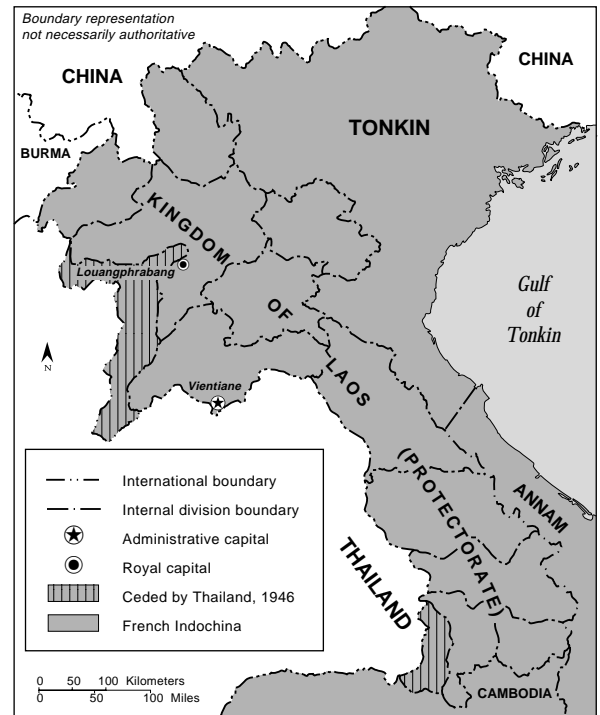 Boundary representation
not necessarily authoritative
CHINA
CHINA
TONKIN
BURMA
KINGDOM
Louangphrabang
OF
Gulf
of
Tonkin
N
LAOS
Vientiane
(PROTECTORATE)
ANNAM
THAILAND
International boundary
Internal division boundary
Administrative capital
Royal capital
Ceded by Thailand, 1946
French Indochina
0 50 100 Kilometers
0 50 100 Miles
CAMBODIA